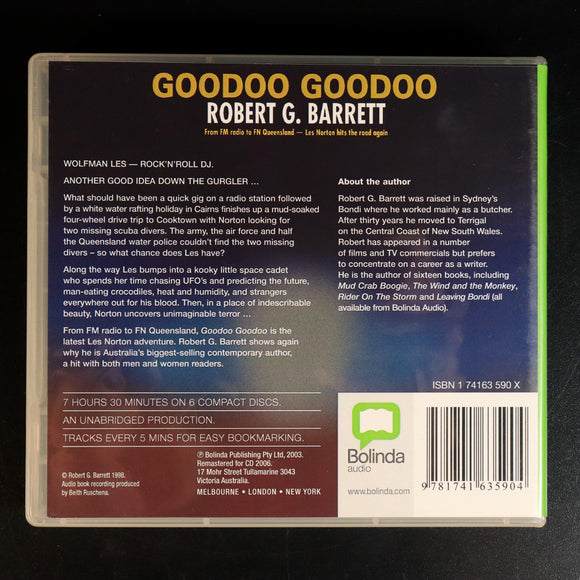 GOODOO GOODOO
ROBERT G. BARRETT
From FM radio to FN Queensland — Les Norton hits the road again
WOLFMAN LES — ROCK'N'ROLL DJ.
ANOTHER GOOD IDEA DOWN THE GURGLER ...
What should have been a quick gig on a radio station followed
by a white water rafting holiday in Cairns finishes up a mud-soaked
four-wheel drive trip to Cooktown with Norton looking for
two missing scuba divers. The army, the air force and half
the Queensland water police couldn't find the two missing
divers – so what chance does Les have?
Along the way Les bumps into a kooky little space cadet
who spends her time chasing UFO's and predicting the future,
man-eating crocodiles, heat and humidity, and strangers
everywhere out for his blood. Then, in a place of indescribable
beauty, Norton uncovers unimaginable terror ...
From FM radio to FN Queensland, Goodoo Goodoo is the
latest Les Norton adventure. Robert G. Barrett shows again
why he is Australia's biggest-selling contemporary author,
a hit with both men and women readers.
About the author
Robert G. Barrett was raised in Sydney's
Bondi where he worked mainly as a butcher.
After thirty years he moved to Terrigal
on the Central Coast of New South Wales.
Robert has appeared in a number
of films and TV commercials but prefers
to concentrate on a career as a writer.
He is the author of sixteen books, including
Mud Crab Boogie, The Wind and the Monkey,
Rider On The Storm and Leaving Bondi (all
available from Bolinda Audio).
7 HOURS 30 MINUTES ON 6 COMPACT DISCS.
AN UNABRIDGED PRODUCTION.
TRACKS EVERY 5 MINS FOR EASY BOOKMARKING.
© Robert G. Barrett 1998.
Audio book recording produced
by Beith Ruschena.
℗ Bolinda Publishing Pty Ltd, 2003.
Remastered for CD 2006.
17 Mohr Street Tullamarine 3043
Victoria Australia.
MELBOURNE • LONDON • NEW YORK
Bolinda
audio
www.bolinda.com
ISBN 1 74163 590 X
9 781741 635904